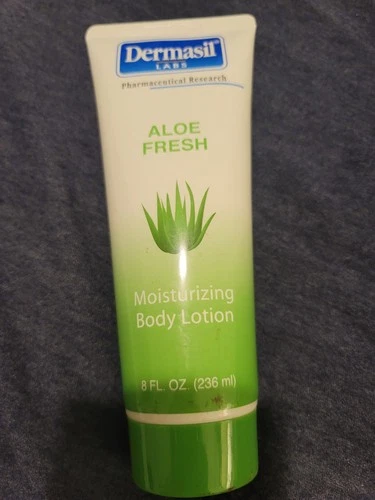 Dermasil
LABS
Pharmaceutical Research
ALOE
FRESH
Moisturizing
Body Lotion
8 FL. OZ. (236 ml)